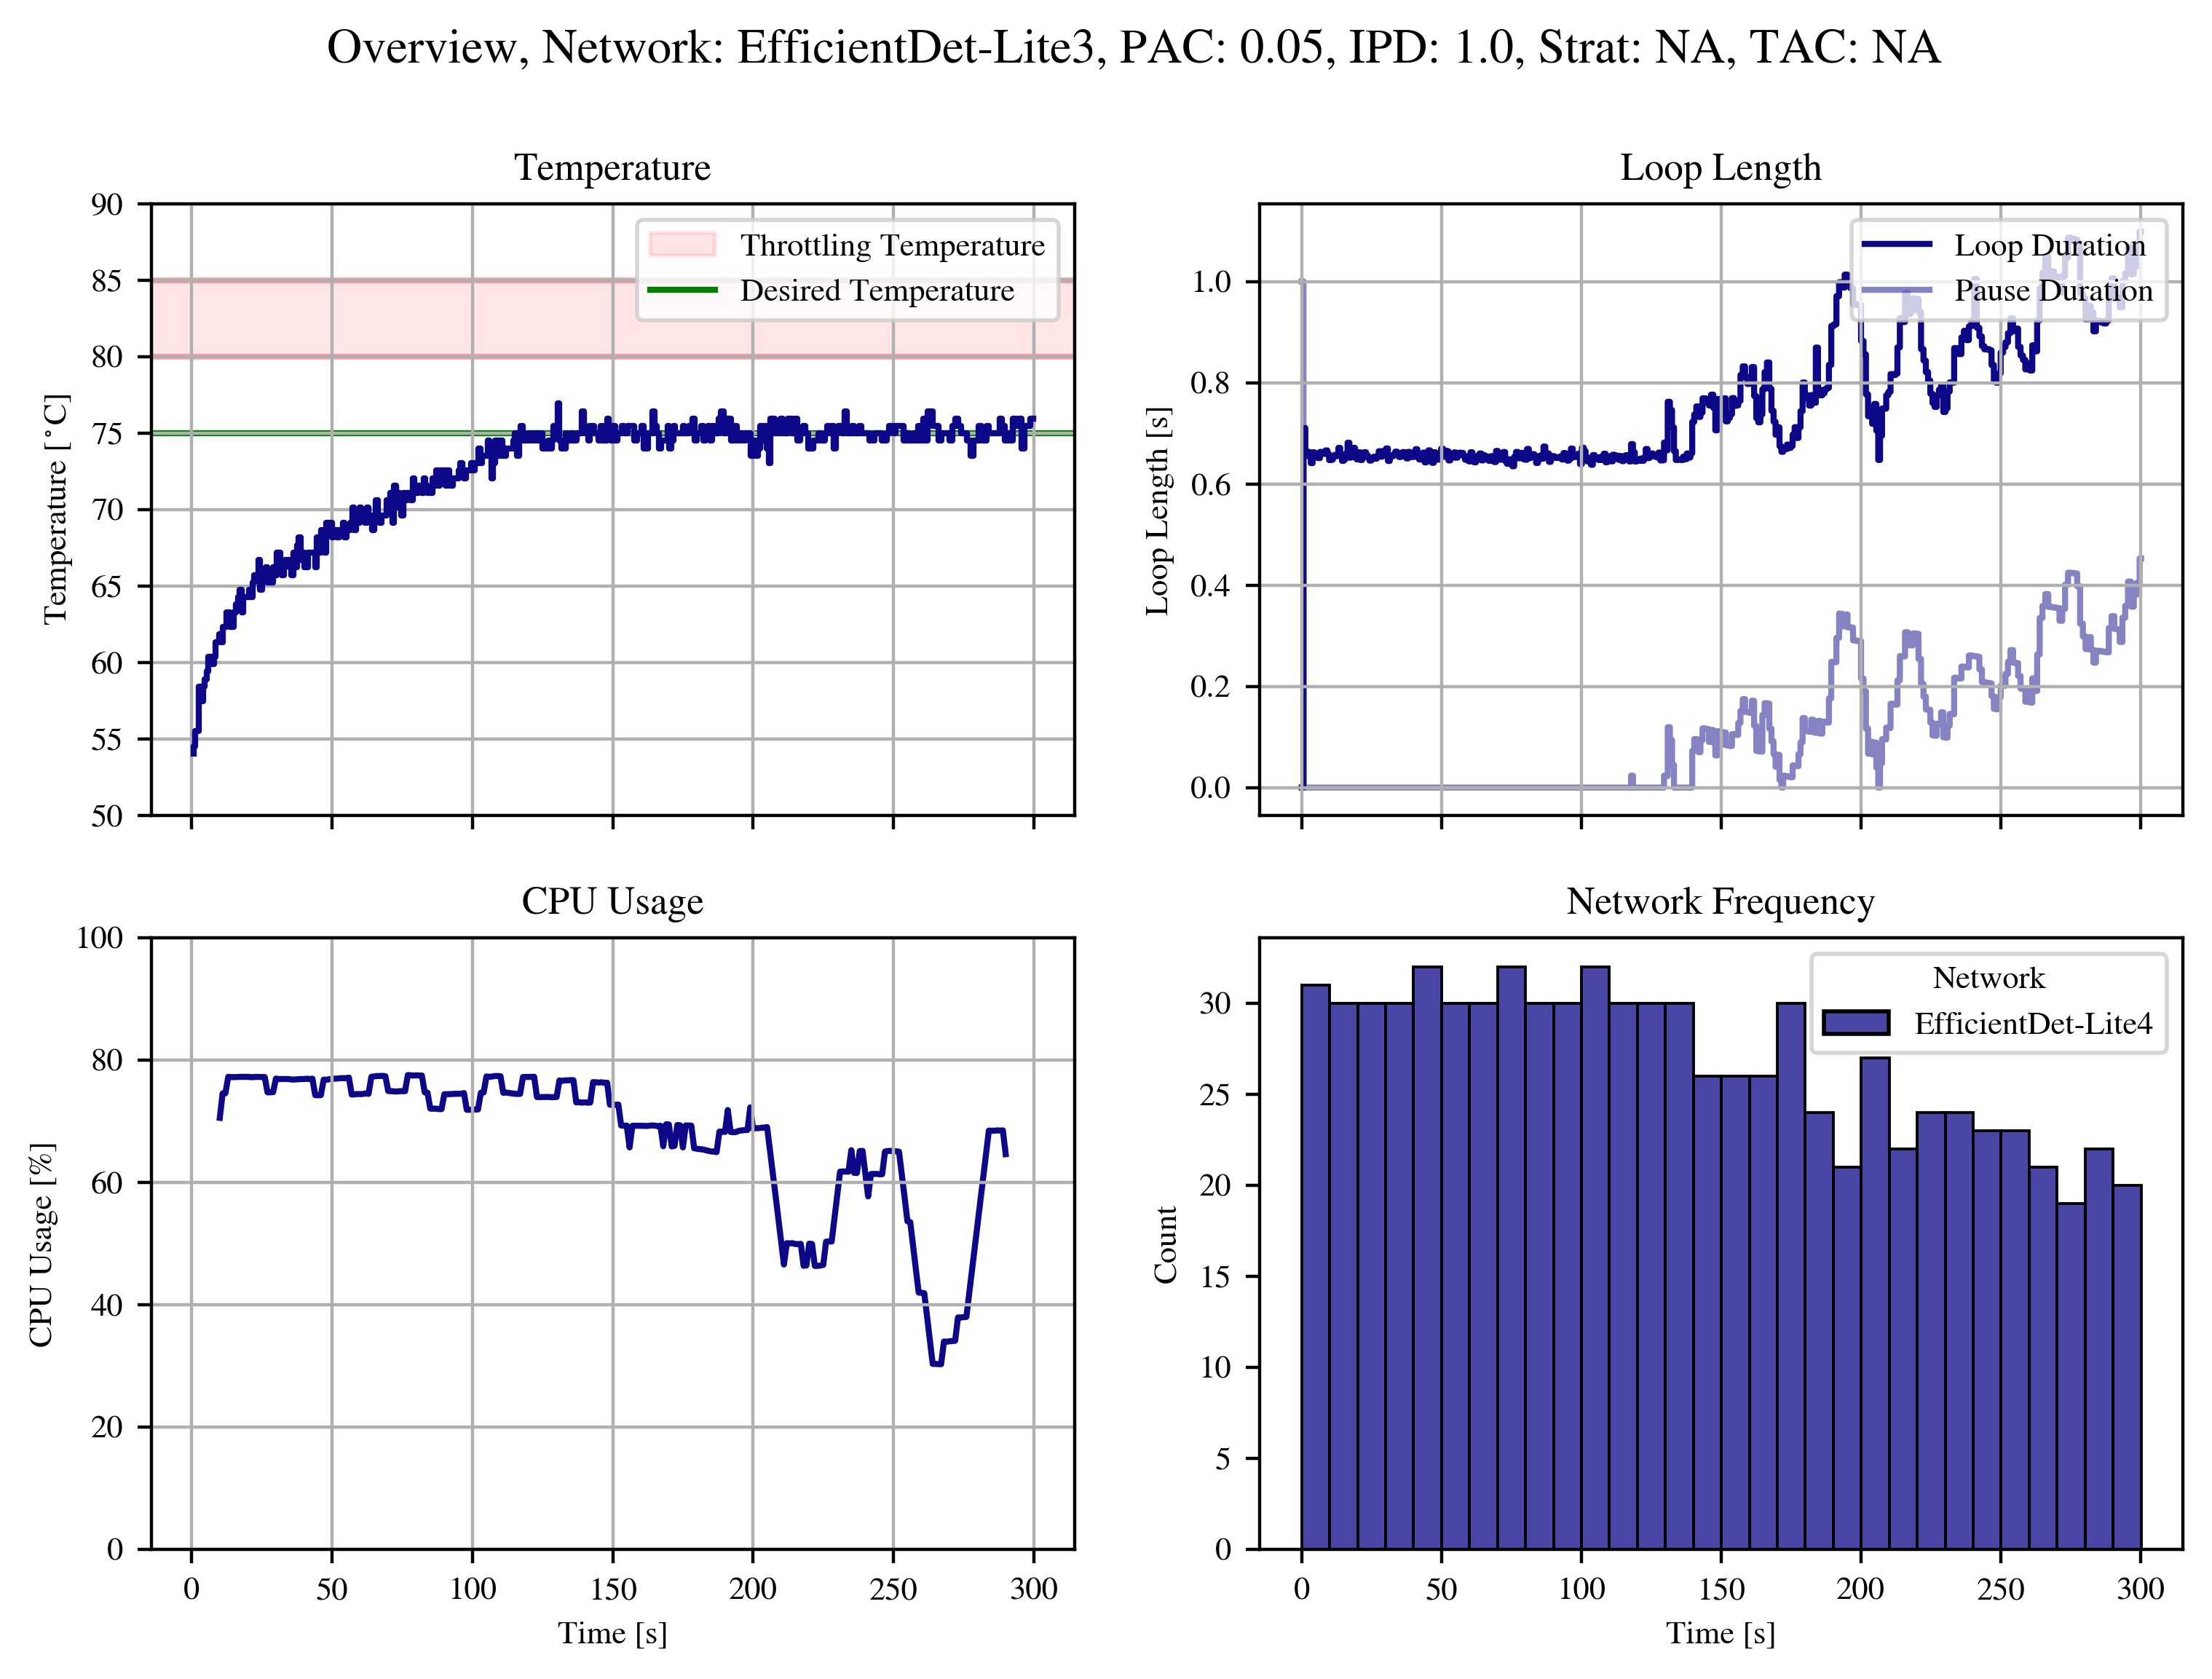 Overview, Network: EfficientDet-Lite3, PAC: 0.05, IPD: 1.0, Strat: NA, TAC: NA
Temperature
90
85
80
75
70
65
60
55
50
Temperature [°C]
Throttling Temperature
Desired Temperature
Loop Length
1.0
0.8
0.6
0.4
0.2
0.0
Loop Length [s]
Loop Duration
Pause Duration
CPU Usage
100
80
60
40
20
0
CPU Usage [%]
0 50 100 150 200 250 300
Time [s]
Network Frequency
30
25
20
15
10
5
0
Count
Network
EfficientDet-Lite4
0 50 100 150 200 250 300
Time [s]